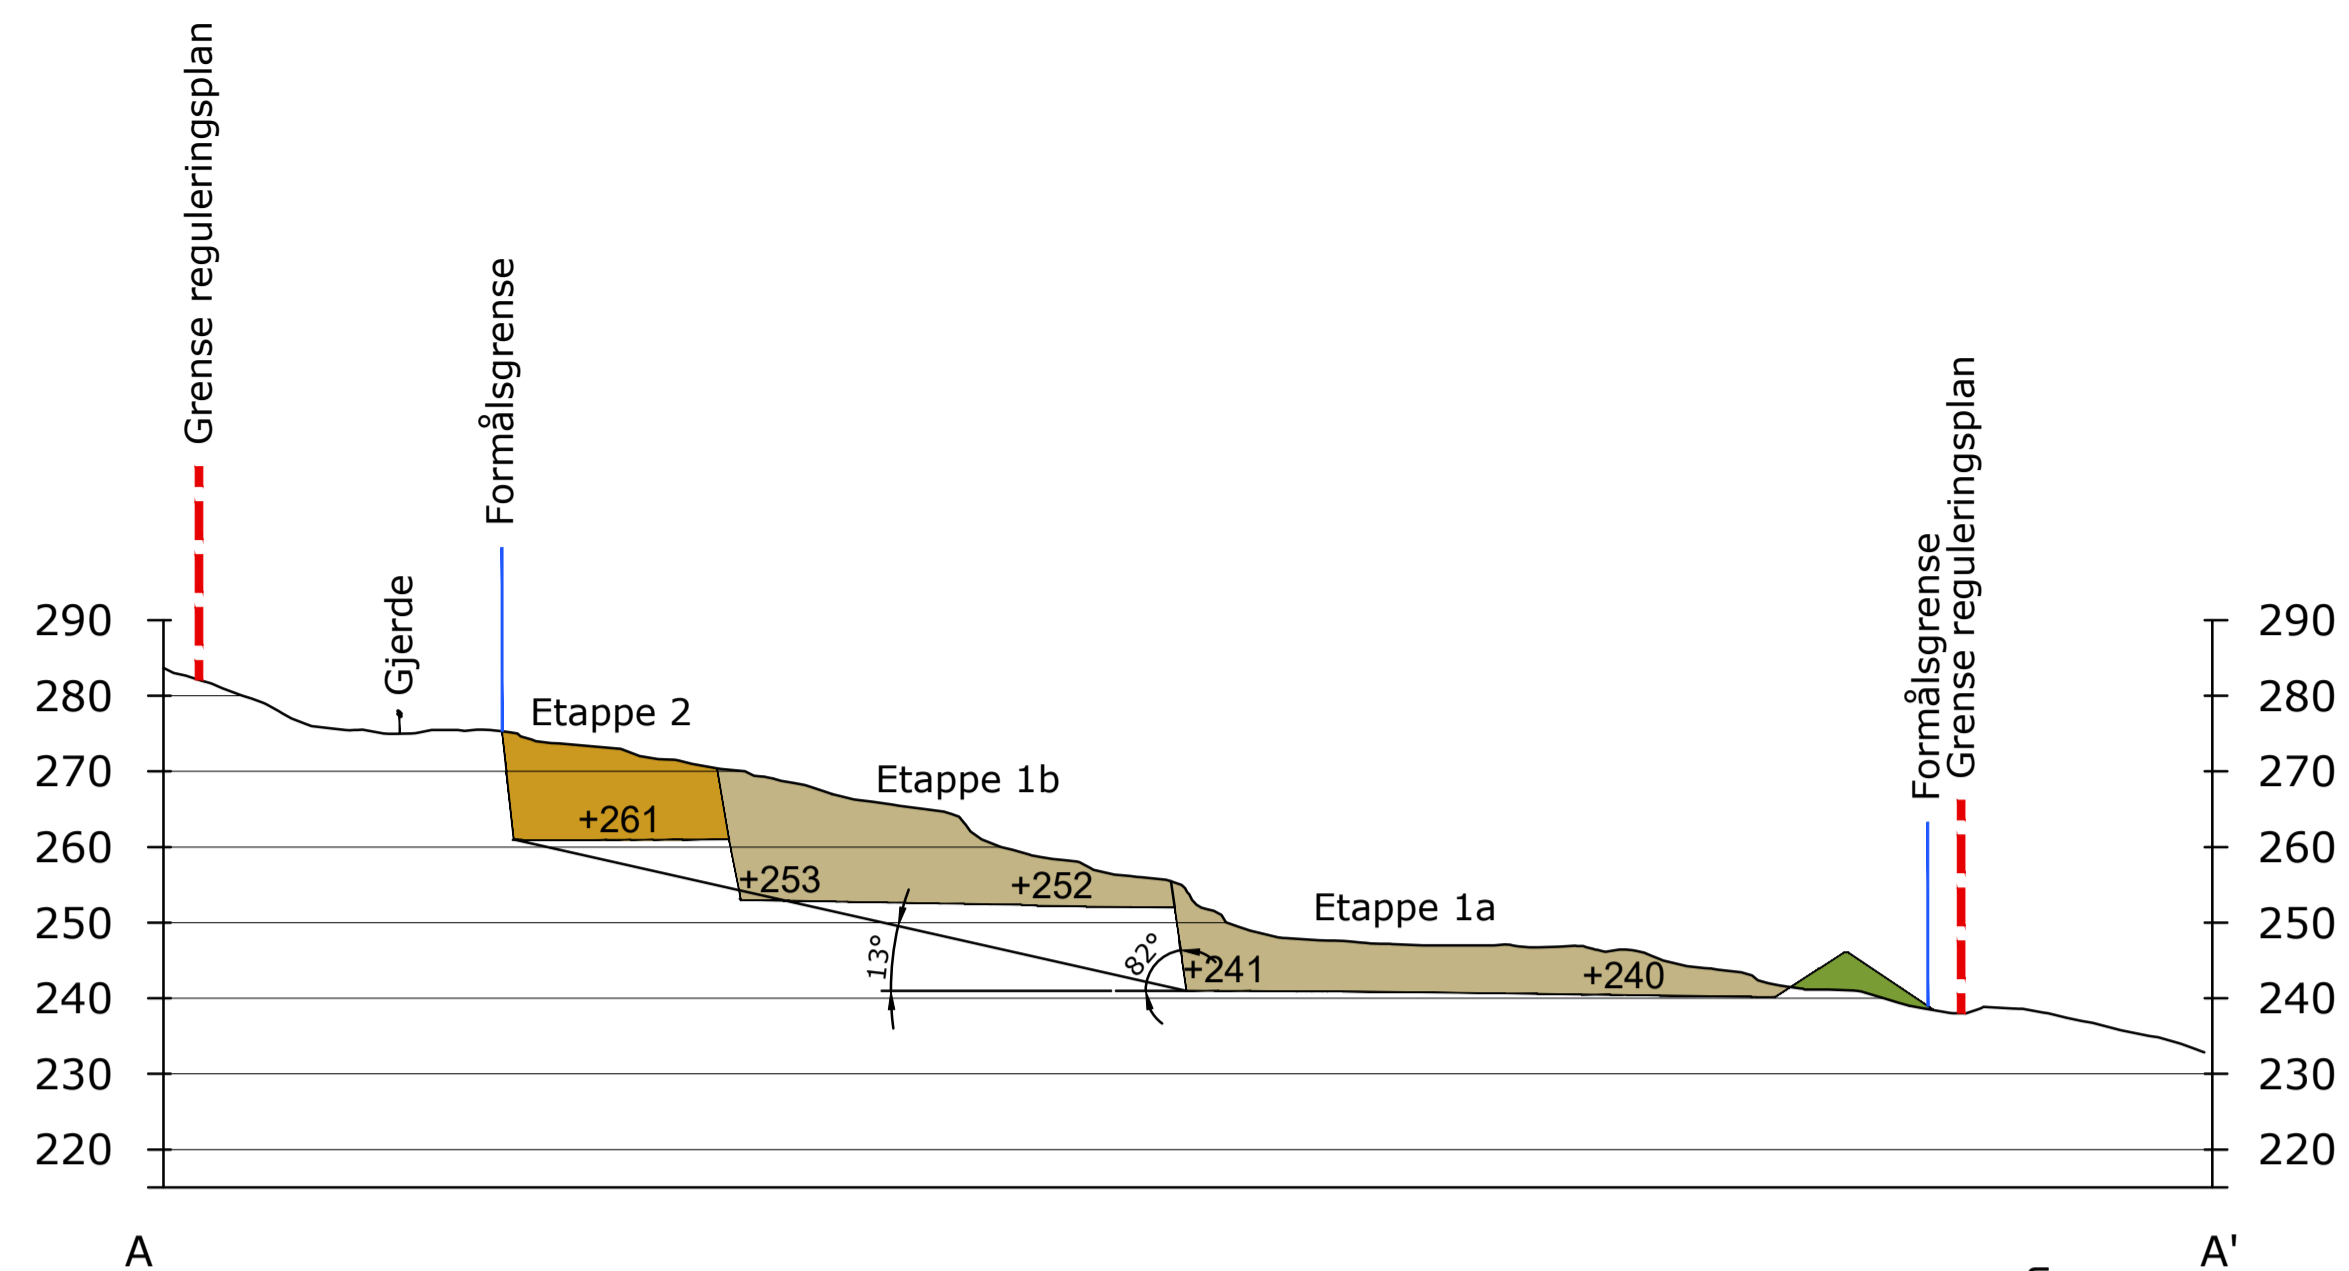 Grense reguleringsplan
Formålsgrense
Gjerde
Formålsgrense
Grense reguleringsplan
290
290
280
280
270
270
260
260
250
250
240
240
230
230
220
220
Etappe 2
Etappe 1b
Etappe 1a
+261
+253
+252
+241
+240
13°
82°
A
A'